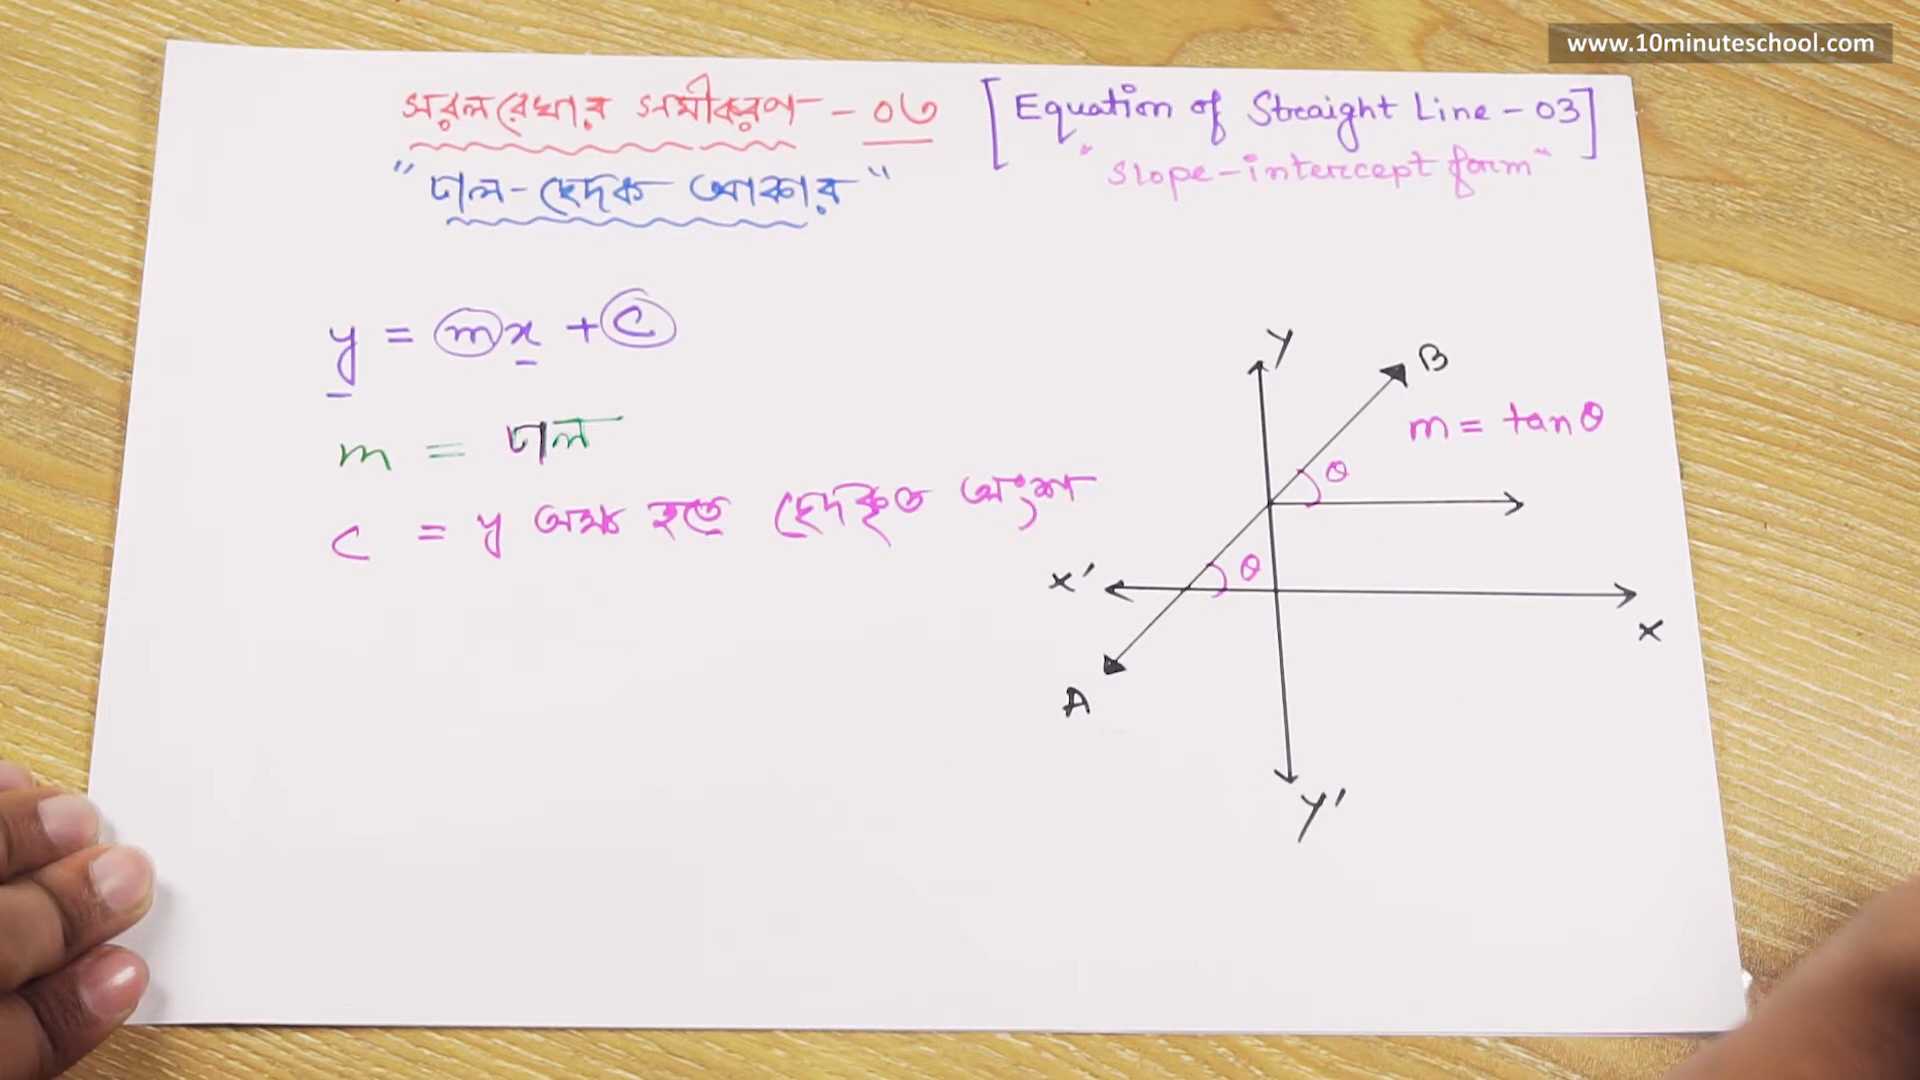 www.10minuteschool.com
সরলরেখার সমীকরণ - ০৩ [Equation of Straight Line - 03]
"ঢাল-ছেদক আকার" "slope-intercept form"
y = mx + c
m = ঢাল
c = y অক্ষ হতে ছেদকৃত অংশ
y
B
m = tanθ
θ
θ
x'
x
A
y'